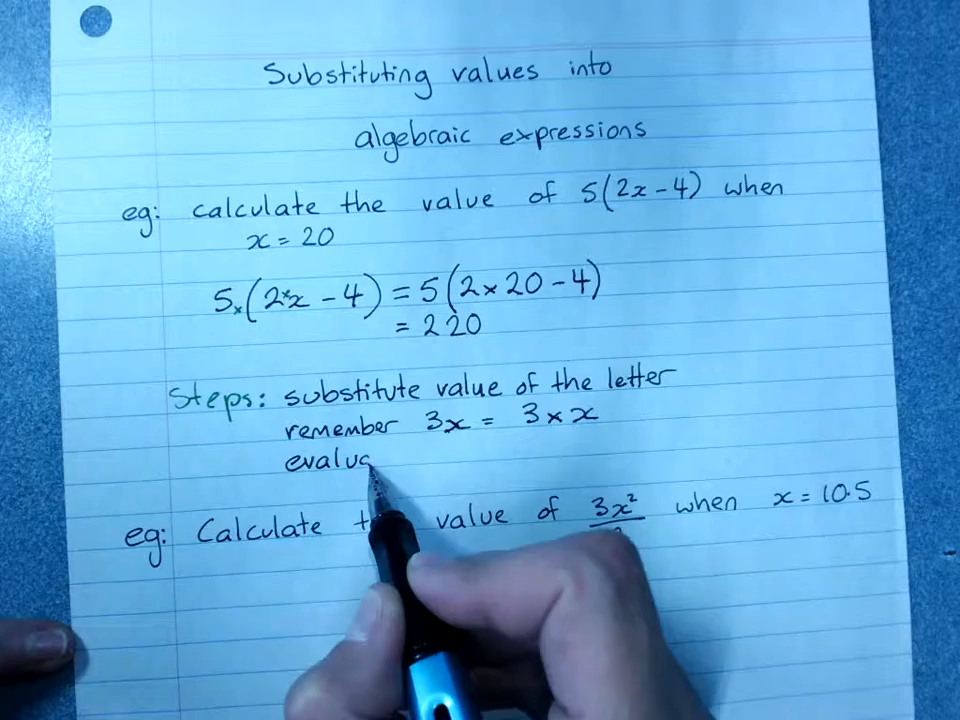 Substituting values into
algebraic expressions
eg: calculate the value of 5(2x-4) when
x = 20
5×(2×x - 4) = 5(2×20 - 4)
= 220
Steps: substitute value of the letter
remember 3x = 3 × x
evalua
eg: Calculate value of 3x² when x = 10.5